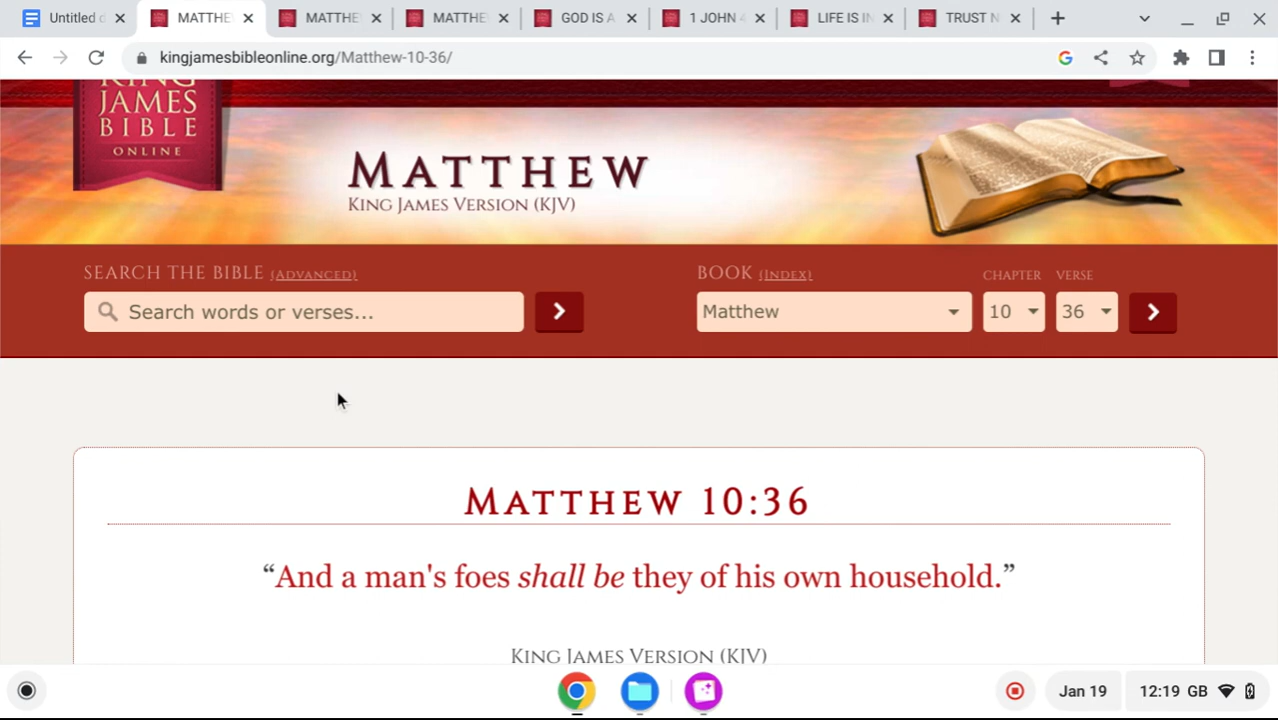 Untitled d
MATTHE
MATTHE
MATTHE
GOD IS A
1 JOHN 4
LIFE IS IN
TRUST N
kingjamesbibleonline.org/Matthew-10-36/
KING
JAMES
BIBLE
ONLINE
MATTHEW
KING JAMES VERSION (KJV)
SEARCH THE BIBLE (ADVANCED)
BOOK (INDEX)
CHAPTER
VERSE
Search words or verses...
Matthew
10
36
MATTHEW 10:36
“And a man's foes shall be they of his own household.”
KING JAMES VERSION (KJV)
Jan 19
12:19 GB